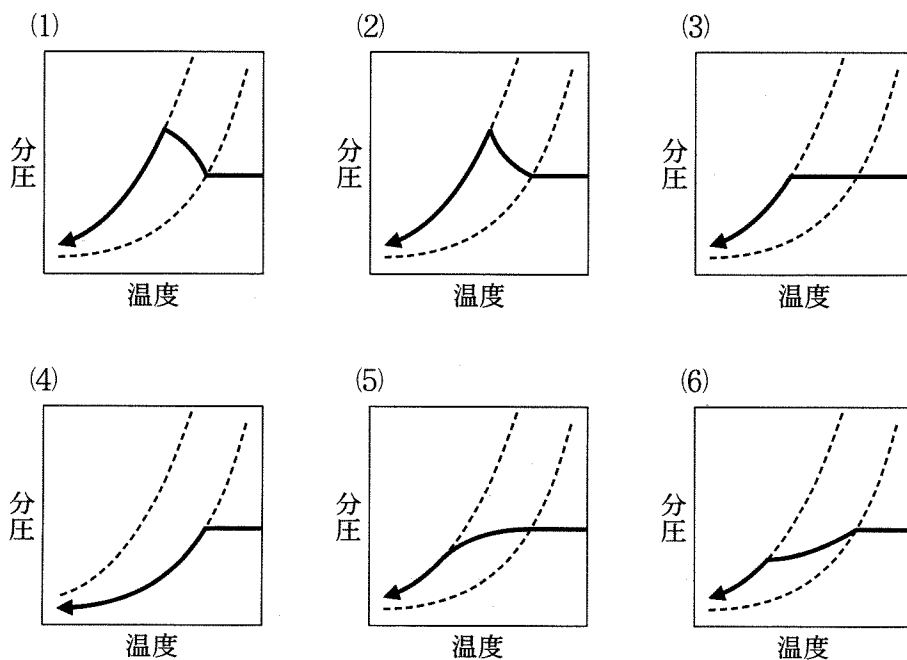 (1)
分圧
温度
(2)
分圧
温度
(3)
分圧
温度
(4)
分圧
温度
(5)
分圧
温度
(6)
分圧
温度